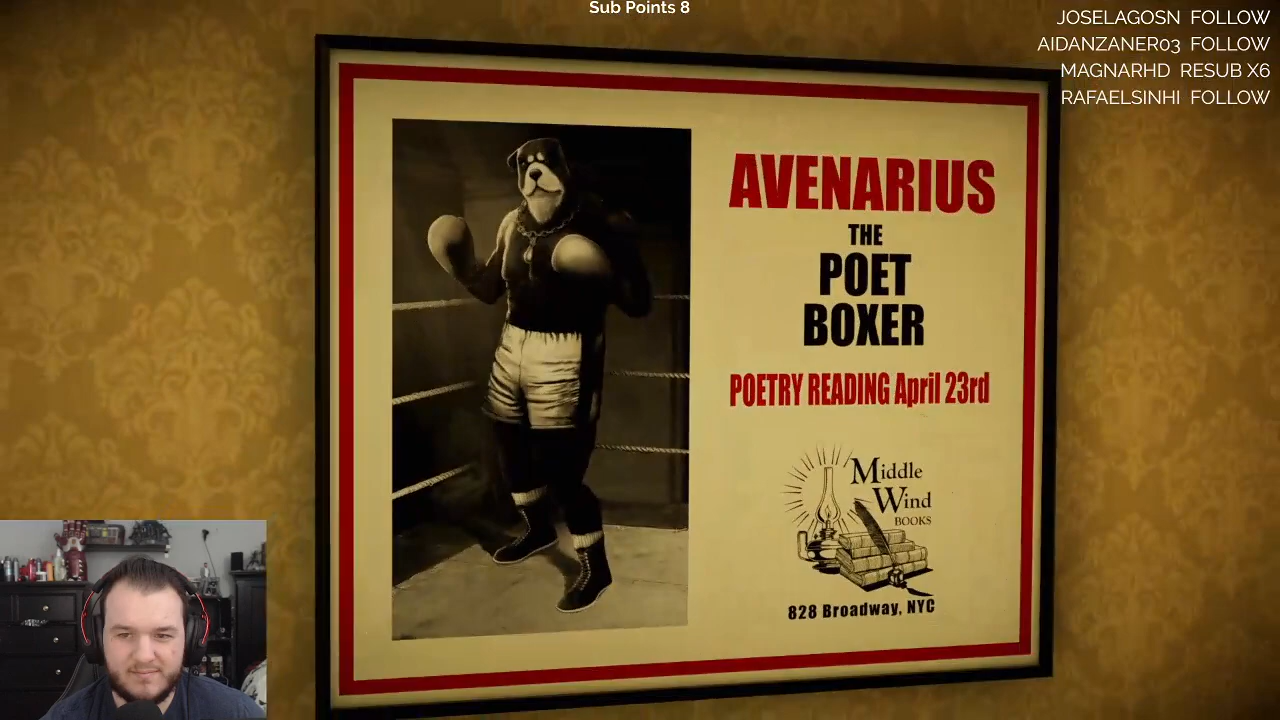 Sub Points 8
JOSELAGOSN FOLLOW
AIDANZANER03 FOLLOW
MAGNARHD RESUB X6
RAFAELSINHI FOLLOW
AVENARIUS
THE
POET
BOXER
POETRY READING April 23rd
Middle
Wind
BOOKS
828 Broadway, NYC